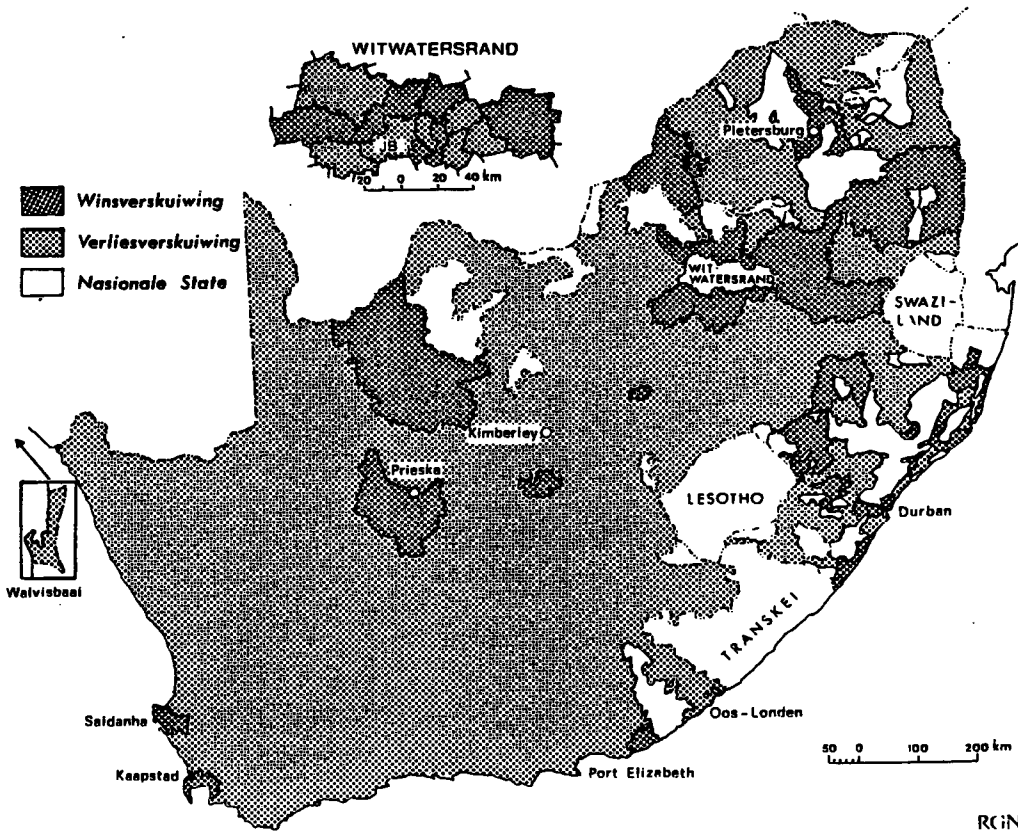 WITWATERSRAND
JB
20 0 20 40 km
Winsverskuiwing
Verliesverskuiwing
Nasionale State
Pietersburg
WIT-
WATERSRAND
SWAZI-
LAND
Kimberley
Prieska
LESOTHO
Durban
Walvisbaai
TRANSKEI
Saldanha
Oos-Londen
Kaapstad
Port Elizabeth
50 0 100 200 km
RGN